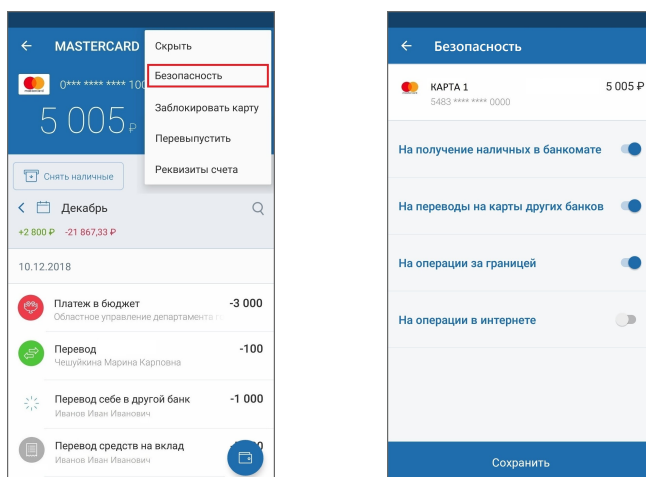 MASTERCARD
Скрыть
Безопасность
Заблокировать карту
Перевыпустить
Реквизиты счета
0*** **** **** 100
5 005 ₽
Снять наличные
Декабрь
+2 800 ₽ -21 867,33 ₽
10.12.2018
Платеж в бюджет -3 000
Областное управление департамента
Перевод -100
Чешуйкина Марина Карповна
Перевод себе в другой банк -1 000
Иванов Иван Иванович
Перевод средств на вклад
Иванов Иван Иванович
Безопасность
КАРТА 1 5 005 ₽
5483 **** **** 0000
На получение наличных в банкомате
На переводы на карты других банков
На операции за границей
На операции в интернете
Сохранить